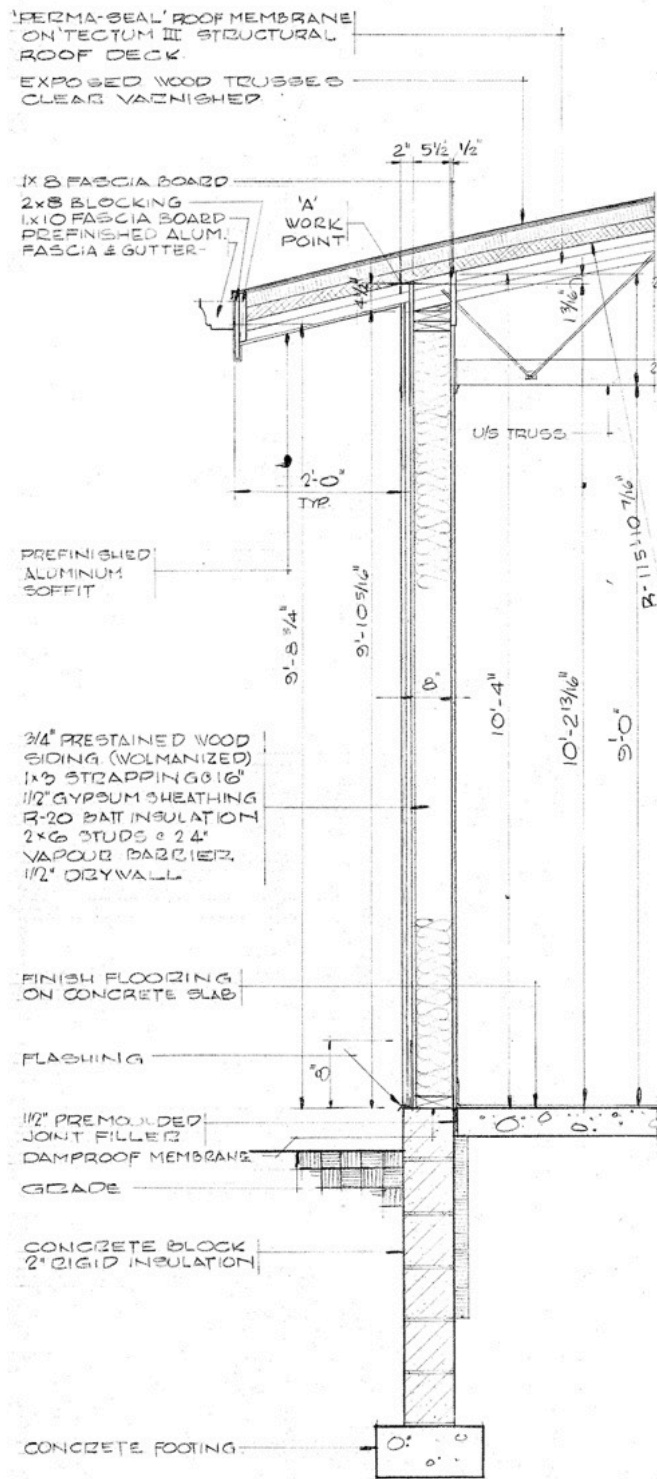 'PERMA-SEAL' ROOF MEMBRANE
ON 'TECTUM III STRUCTURAL
ROOF DECK
EXPOSED WOOD TRUSSES
CLEAR VARNISHED
2" 5 1/2 1/2"
1x8 FASCIA BOARD
2x8 BLOCKING
1x10 FASCIA BOARD
PREFINISHED ALUM.
FASCIA & GUTTER
'A'
WORK
POINT
4 1/2"
1 3/16"
U/S TRUSS
2'-0"
TYP.
PREFINISHED
ALUMINUM
SOFFIT
9'-8 3/4"
9'-10 5/16"
8"
10'-4"
10'-2 13/16"
9'-0"
R-115'-10 7/16"
3/4" PRESTAINED WOOD
SIDING (WOLMANIZED)
1x3 STRAPPING @ 16"
1/2" GYPSUM SHEATHING
R-20 BATT INSULATION
2x6 STUDS @ 24"
VAPOUR BARRIER
1/2" DRYWALL
FINISH FLOORING
ON CONCRETE SLAB
FLASHING
8"
1/2" PREMOULDED
JOINT FILLER
DAMPROOF MEMBRANE
GRADE
CONCRETE BLOCK
2" RIGID INSULATION
CONCRETE FOOTING